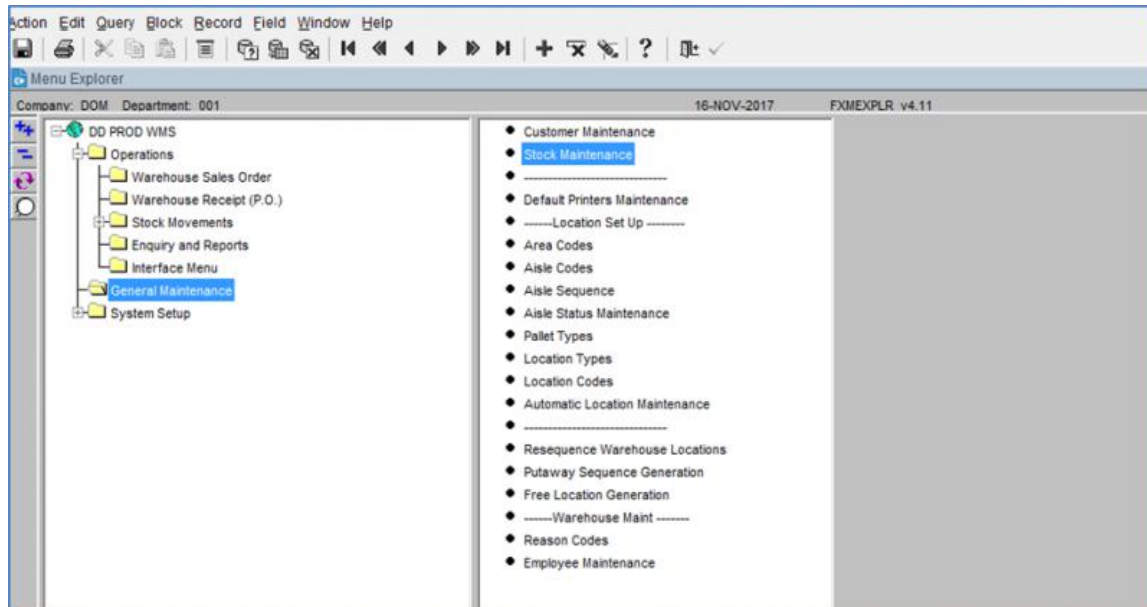 Action Edit Query Block Record Field Window Help
Menu Explorer
Company: DOM Department: 001 16-NOV-2017 FXMEXPLR v4.11
DD PROD WMS
Operations
Warehouse Sales Order
Warehouse Receipt (P.O.)
Stock Movements
Enquiry and Reports
Interface Menu
General Maintenance
System Setup
Customer Maintenance
Stock Maintenance
------------------------------
Default Printers Maintenance
------Location Set Up --------
Area Codes
Aisle Codes
Aisle Sequence
Aisle Status Maintenance
Pallet Types
Location Types
Location Codes
Automatic Location Maintenance
------------------------------
Resequence Warehouse Locations
Putaway Sequence Generation
Free Location Generation
------Warehouse Maint -------
Reason Codes
Employee Maintenance